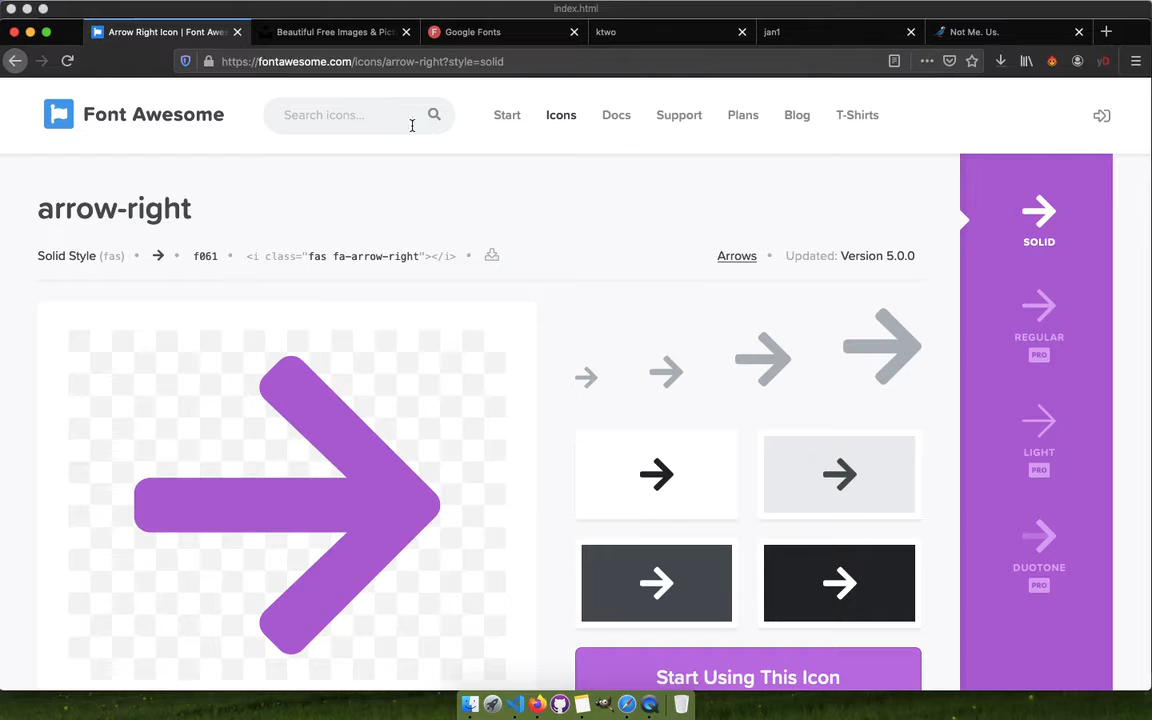 index.html
Arrow Right Icon | Font Awe
Beautiful Free Images & Pic
Google Fonts
ktwo
jan1
Not Me. Us.
https://fontawesome.com/icons/arrow-right?style=solid
Font Awesome
Search icons...
Start
Icons
Docs
Support
Plans
Blog
T-Shirts
arrow-right
Solid Style (fas) • • f061 • <i class="fas fa-arrow-right"></i> •
Arrows • Updated: Version 5.0.0
SOLID
REGULAR
PRO
LIGHT
PRO
DUOTONE
PRO
Start Using This Icon